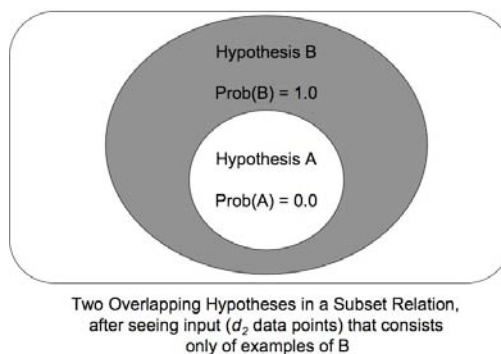 Hypothesis B
Prob(B) = 1.0
Hypothesis A
Prob(A) = 0.0
Two Overlapping Hypotheses in a Subset Relation,
after seeing input (d₂ data points) that consists
only of examples of B